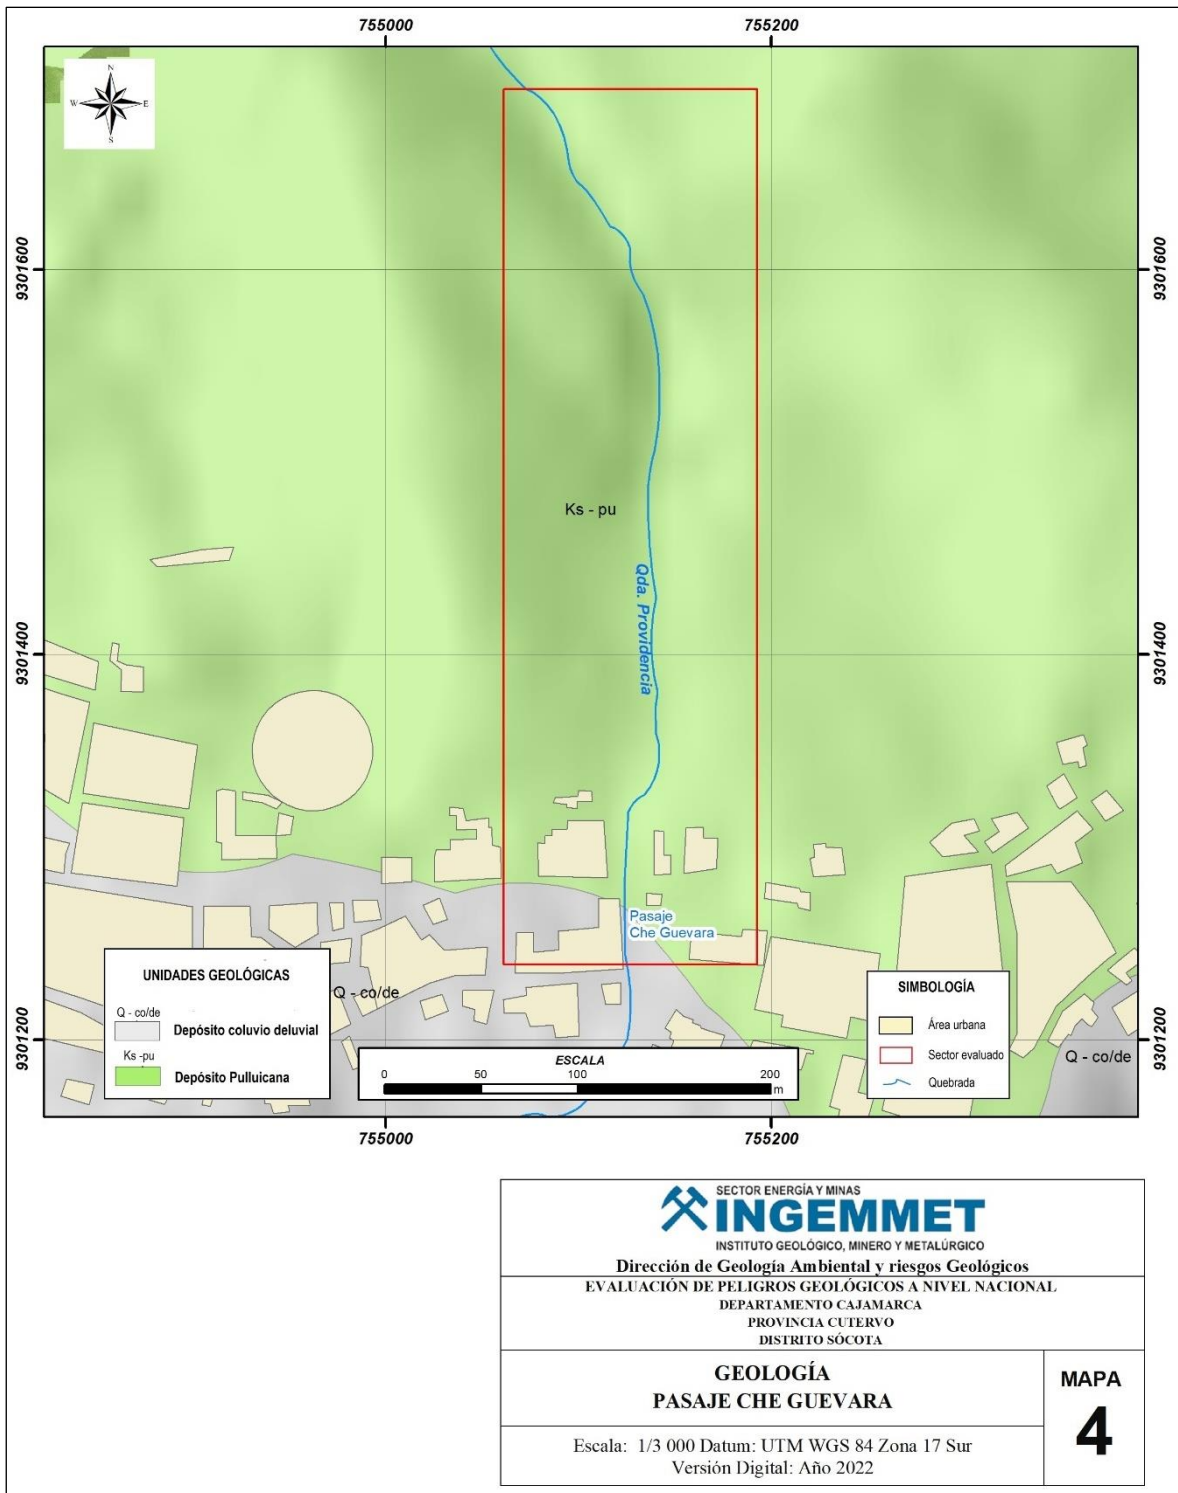 755000
755200
N
W
E
S
9301600
9301600
Ks - pu
Qda. Providencia
9301400
9301400
Pasaje
Che Guevara
UNIDADES GEOLÓGICAS
Q - co/de
Depósito coluvio deluvial
Ks -pu
Depósito Pulluicana
Q - co/de
SIMBOLOGÍA
Área urbana
Sector evaluado
Quebrada
Q - co/de
9301200
9301200
ESCALA
0 50 100 200
m
755000
755200
SECTOR ENERGÍA Y MINAS
INGEMMET
INSTITUTO GEOLÓGICO, MINERO Y METALÚRGICO
Dirección de Geología Ambiental y riesgos Geológicos
EVALUACIÓN DE PELIGROS GEOLÓGICOS A NIVEL NACIONAL
DEPARTAMENTO CAJAMARCA
PROVINCIA CUTERVO
DISTRITO SÓCOTA
GEOLOGÍA
PASAJE CHE GUEVARA
MAPA
4
Escala: 1/3 000 Datum: UTM WGS 84 Zona 17 Sur
Versión Digital: Año 2022